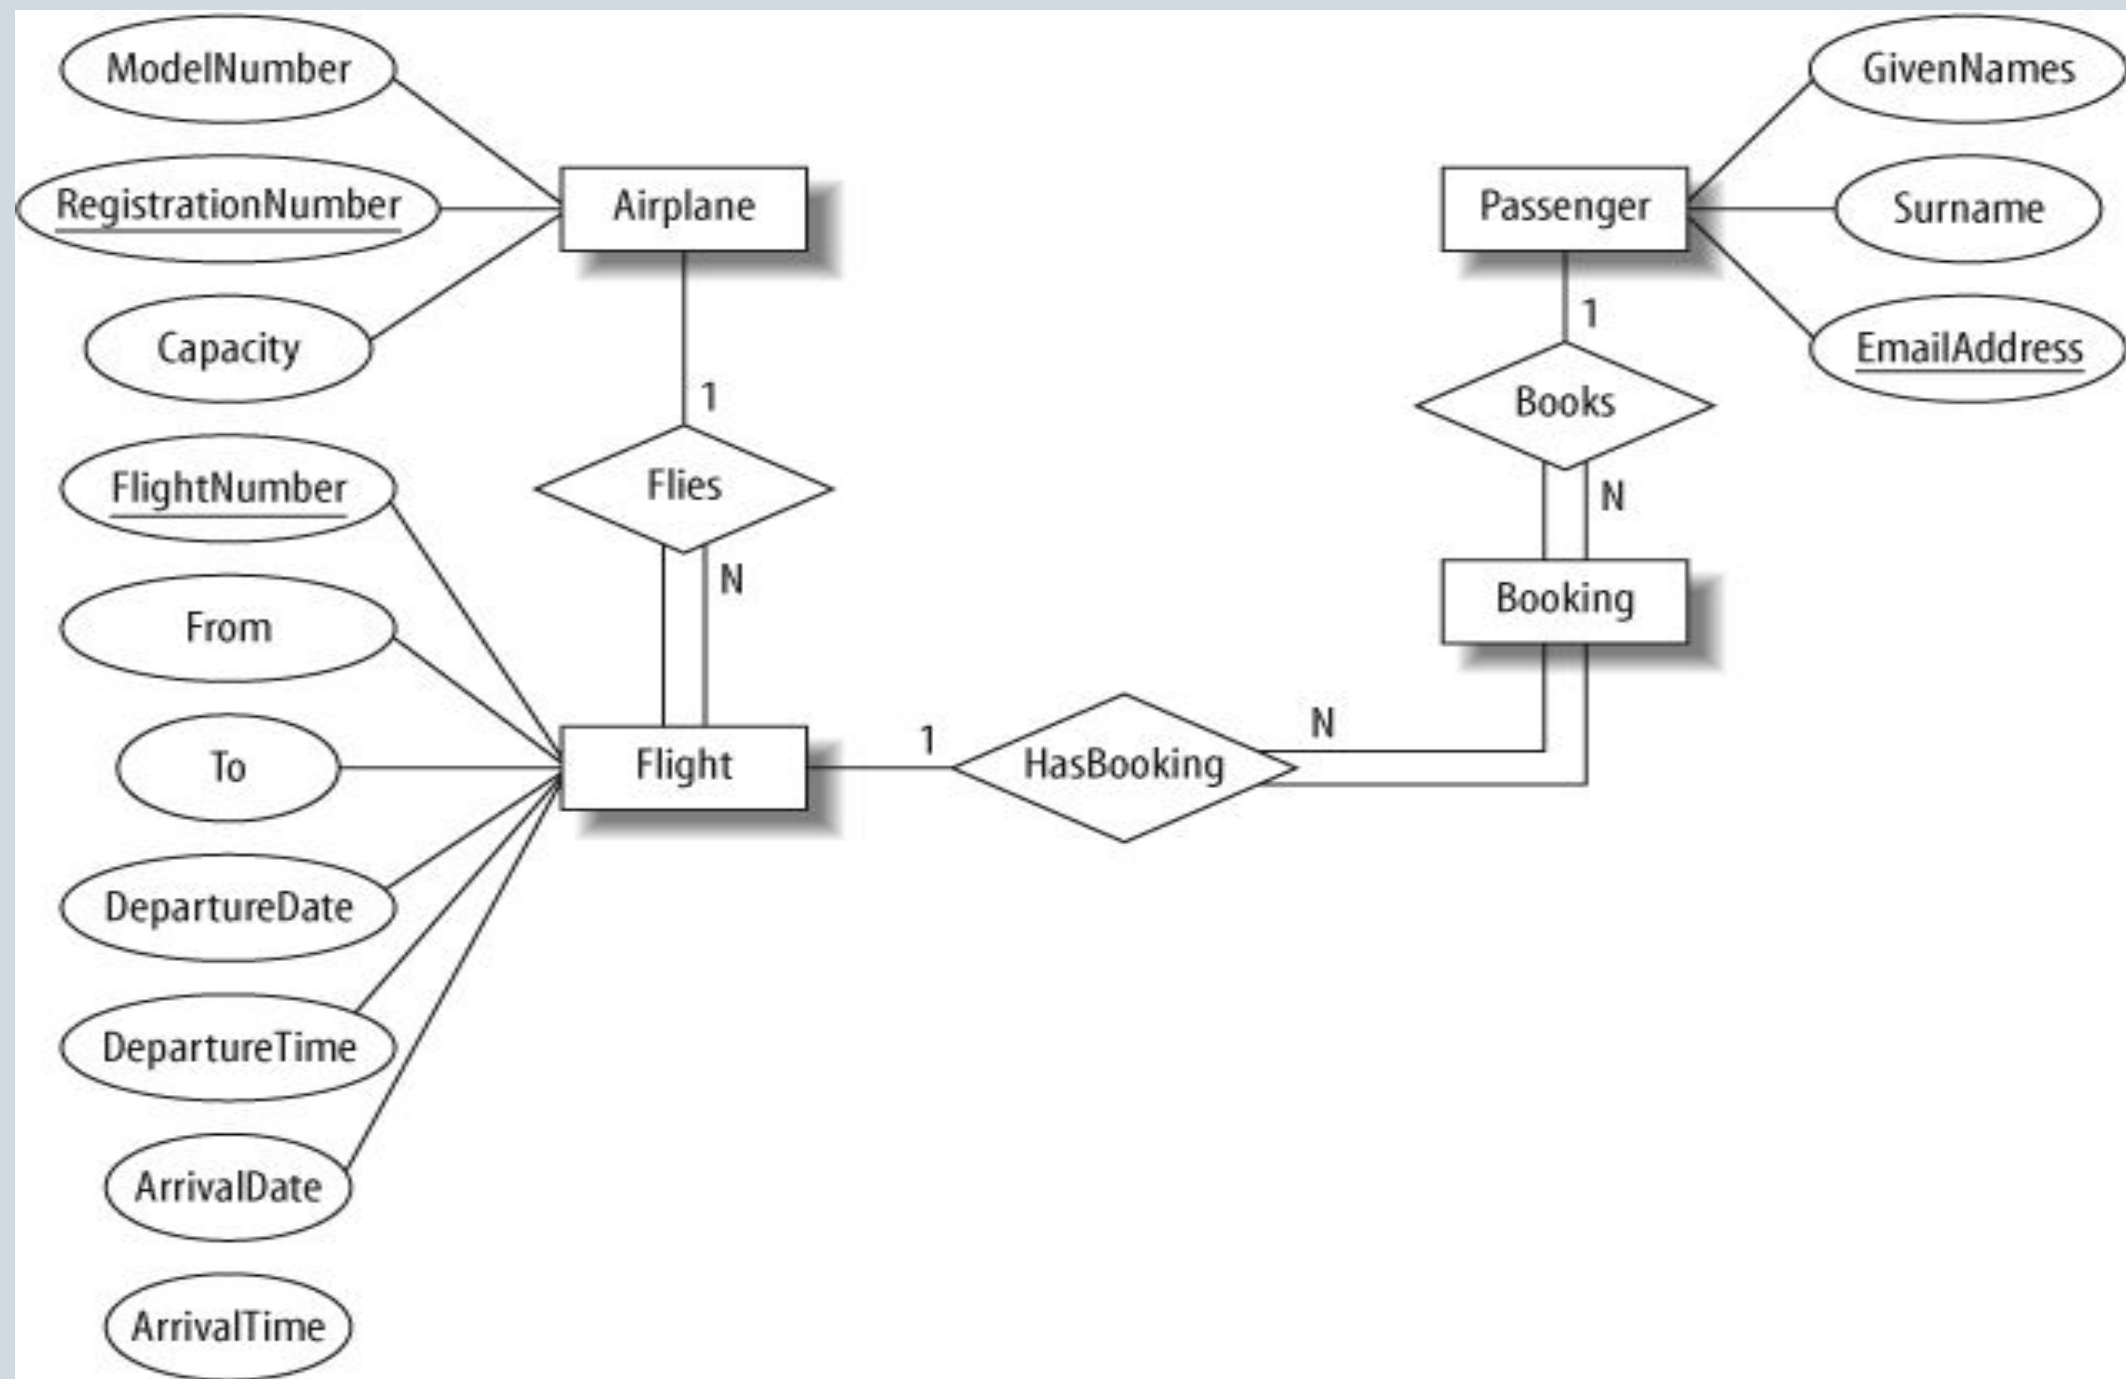 ModelNumber
GivenNames
RegistrationNumber
Airplane
Passenger
Surname
Capacity
1
1
EmailAddress
Books
FlightNumber
Flies
N
N
Booking
From
To
Flight
1
HasBooking
N
DepartureDate
DepartureTime
ArrivalDate
ArrivalTime